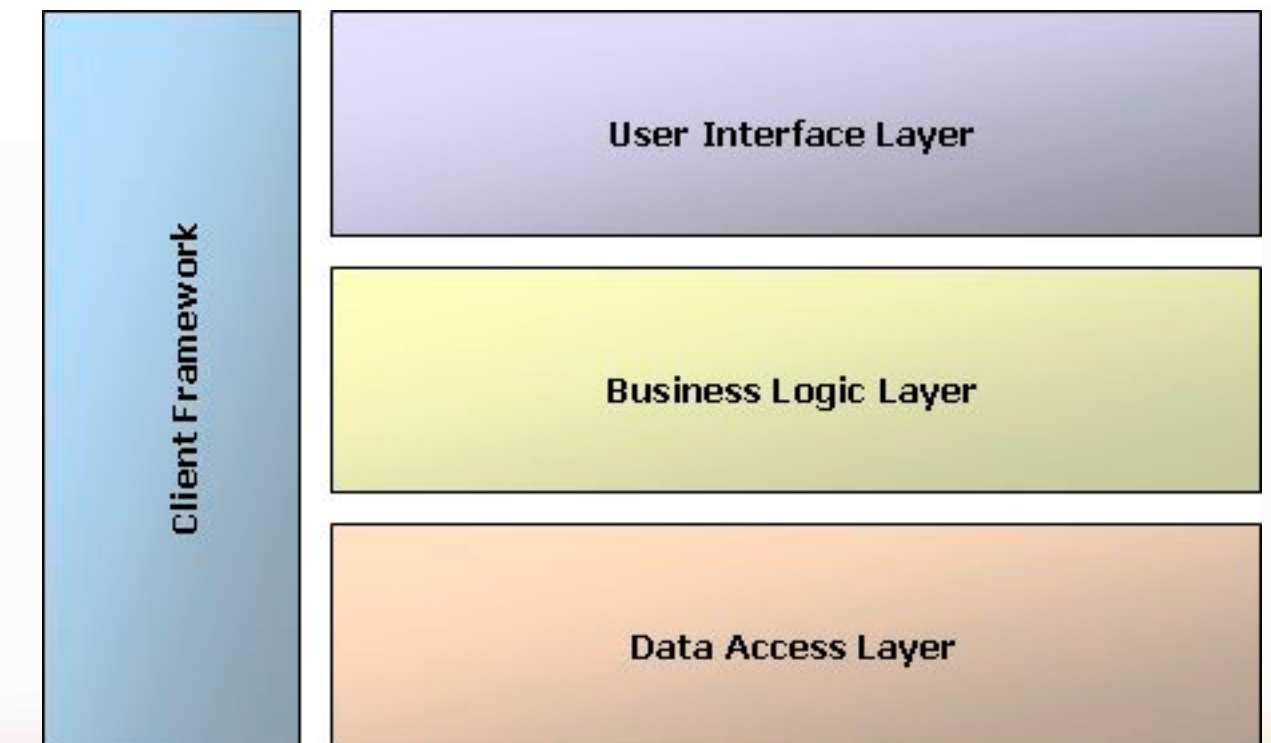 Client Framework
User Interface Layer
Business Logic Layer
Data Access Layer